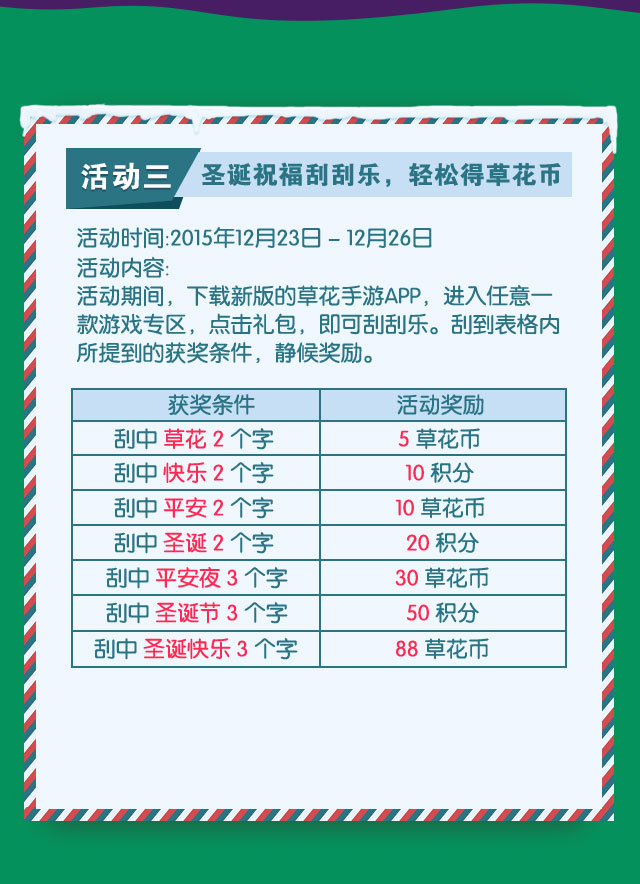 活动三 圣诞祝福刮刮乐，轻松得草花币
活动时间:2015年12月23日 – 12月26日
活动内容:
活动期间，下载新版的草花手游APP，进入任意一
款游戏专区，点击礼包，即可刮刮乐。刮到表格内
所提到的获奖条件，静候奖励。
获奖条件 活动奖励
刮中 草花 2 个字 5 草花币
刮中 快乐 2 个字 10 积分
刮中 平安 2 个字 10 草花币
刮中 圣诞 2 个字 20 积分
刮中 平安夜 3 个字 30 草花币
刮中 圣诞节 3 个字 50 积分
刮中 圣诞快乐 3 个字 88 草花币